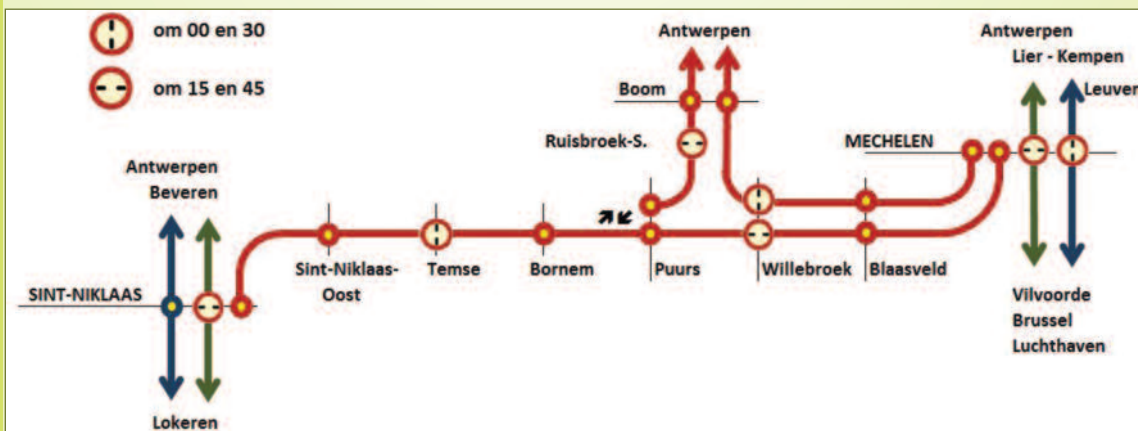 om 00 en 30
om 15 en 45
Antwerpen
Boom
Ruisbroek-S.
Antwerpen
Lier - Kempen
Leuven
MECHELEN
Antwerpen
Beveren
SINT-NIKLAAS
Lokeren
Sint-Niklaas-
Oost
Temse
Bornem
Puurs
Willebroek
Blaasveld
Vilvoorde
Brussel
Luchthaven